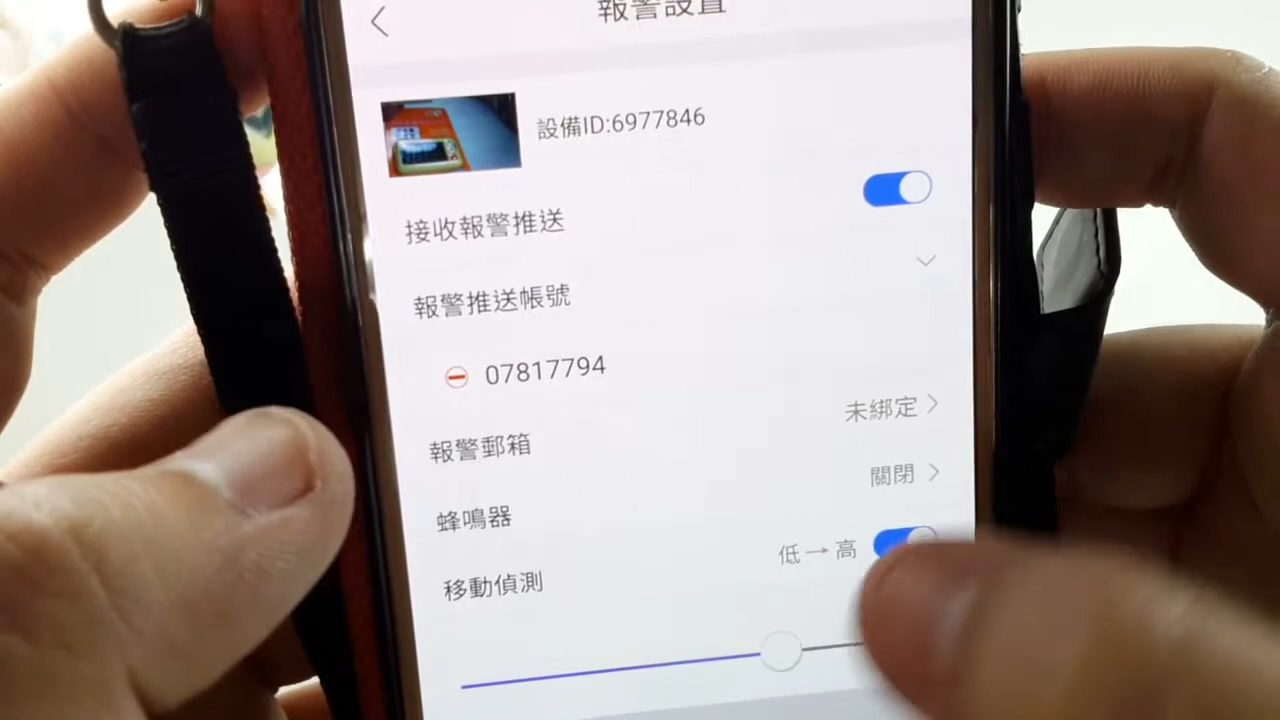 報警設置
設備ID:6977846
接收報警推送
報警推送帳號
07817794
報警郵箱 未綁定
蜂鳴器 關閉
移動偵測 低→高